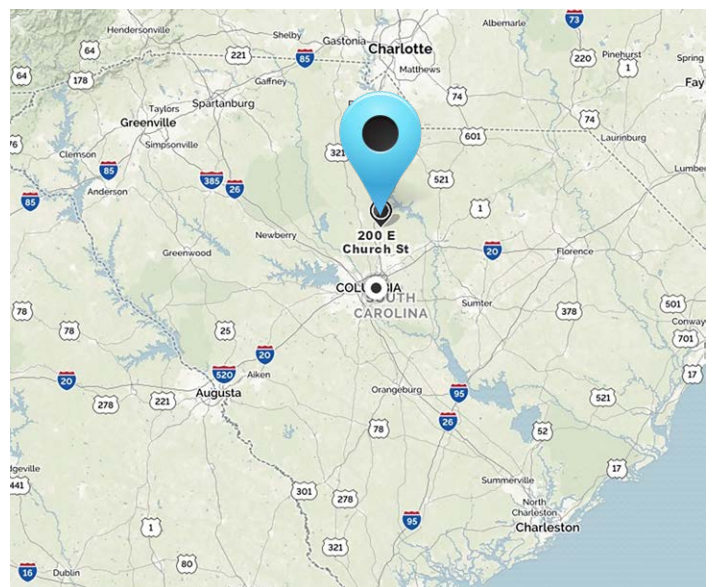 Hendersonville
Shelby
Gastonia
Charlotte
Albemarle
73
64
221
85
Matthews
220
Pinehurst
1
Spring
64
178
Gaffney
74
Fay
Taylors
Spartanburg
Greenville
Simpsonville
321
601
74
Laurinburg
76
Clemson
85
385
26
521
Lumber
Anderson
85
1
200 E
Church St
Newberry
Greenwood
20
Florence
COLUMBIA
SOUTH
CAROLINA
Sumter
378
501
Conway
78
78
25
701
20
520
Aiken
17
20
Augusta
Orangeburg
95
278
221
521
78
26
52
dgeville
441
301
278
Summerville
17
1
95
North
Charleston
Charleston
321
80
16
Dublin